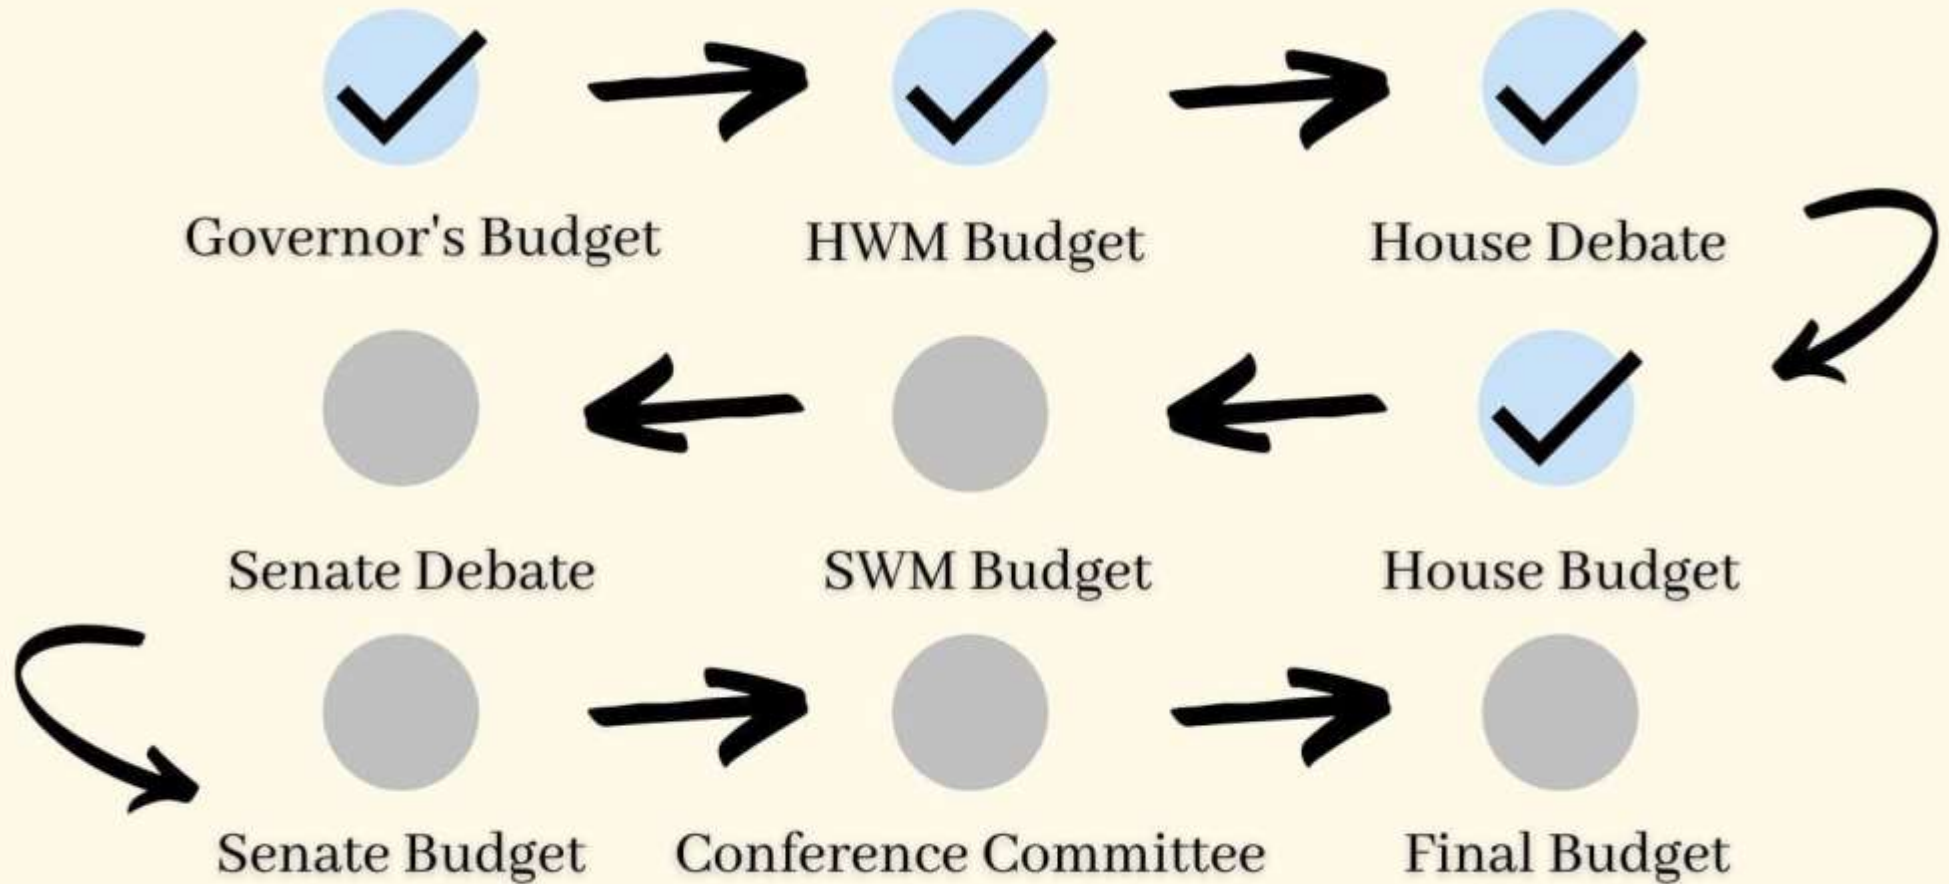 Governor's Budget
HWM Budget
House Debate
Senate Debate
SWM Budget
House Budget
Senate Budget
Conference Committee
Final Budget